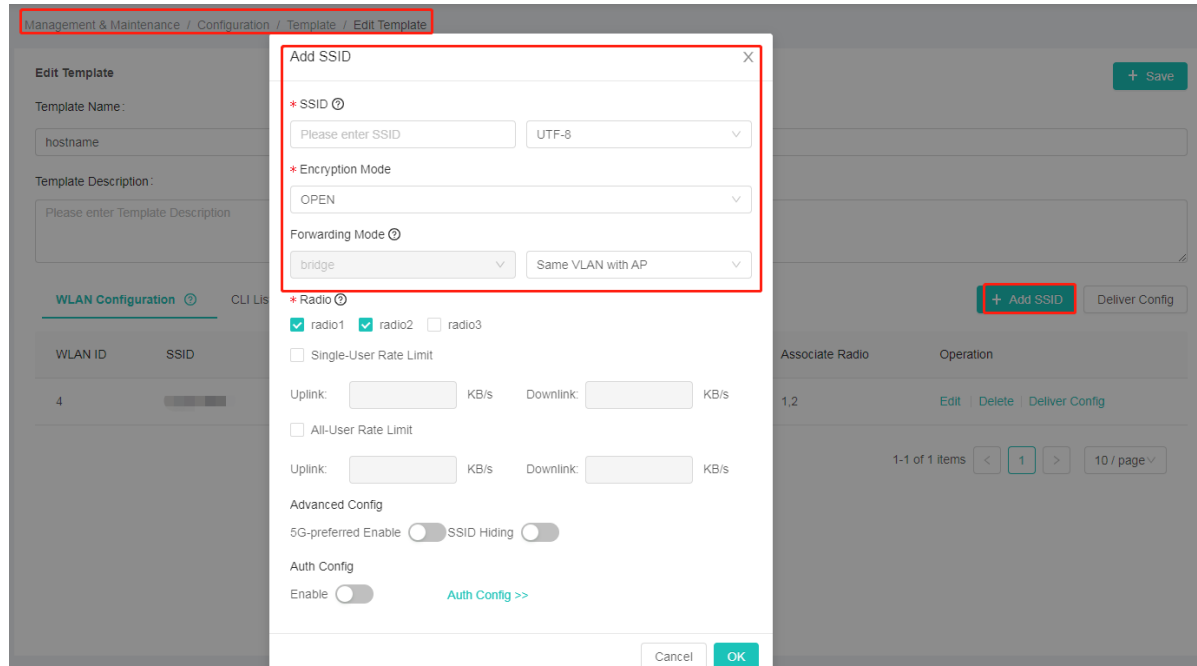 Management & Maintenance / Configuration / Template / Edit Template
Edit Template
+ Save
Template Name :
hostname
Template Description :
Please enter Template Description
WLAN Configuration ?
CLI Lis
+ Add SSID
Deliver Config
WLAN ID SSID Associate Radio Operation
4 1,2 Edit Delete Deliver Config
1-1 of 1 items < 1 > 10 / page
Add SSID X
* SSID ?
Please enter SSID UTF-8
* Encryption Mode
OPEN
Forwarding Mode ?
bridge Same VLAN with AP
* Radio ?
radio1 radio2 radio3
Single-User Rate Limit
Uplink: KB/s Downlink: KB/s
All-User Rate Limit
Uplink: KB/s Downlink: KB/s
Advanced Config
5G-preferred Enable SSID Hiding
Auth Config
Enable Auth Config >>
Cancel OK